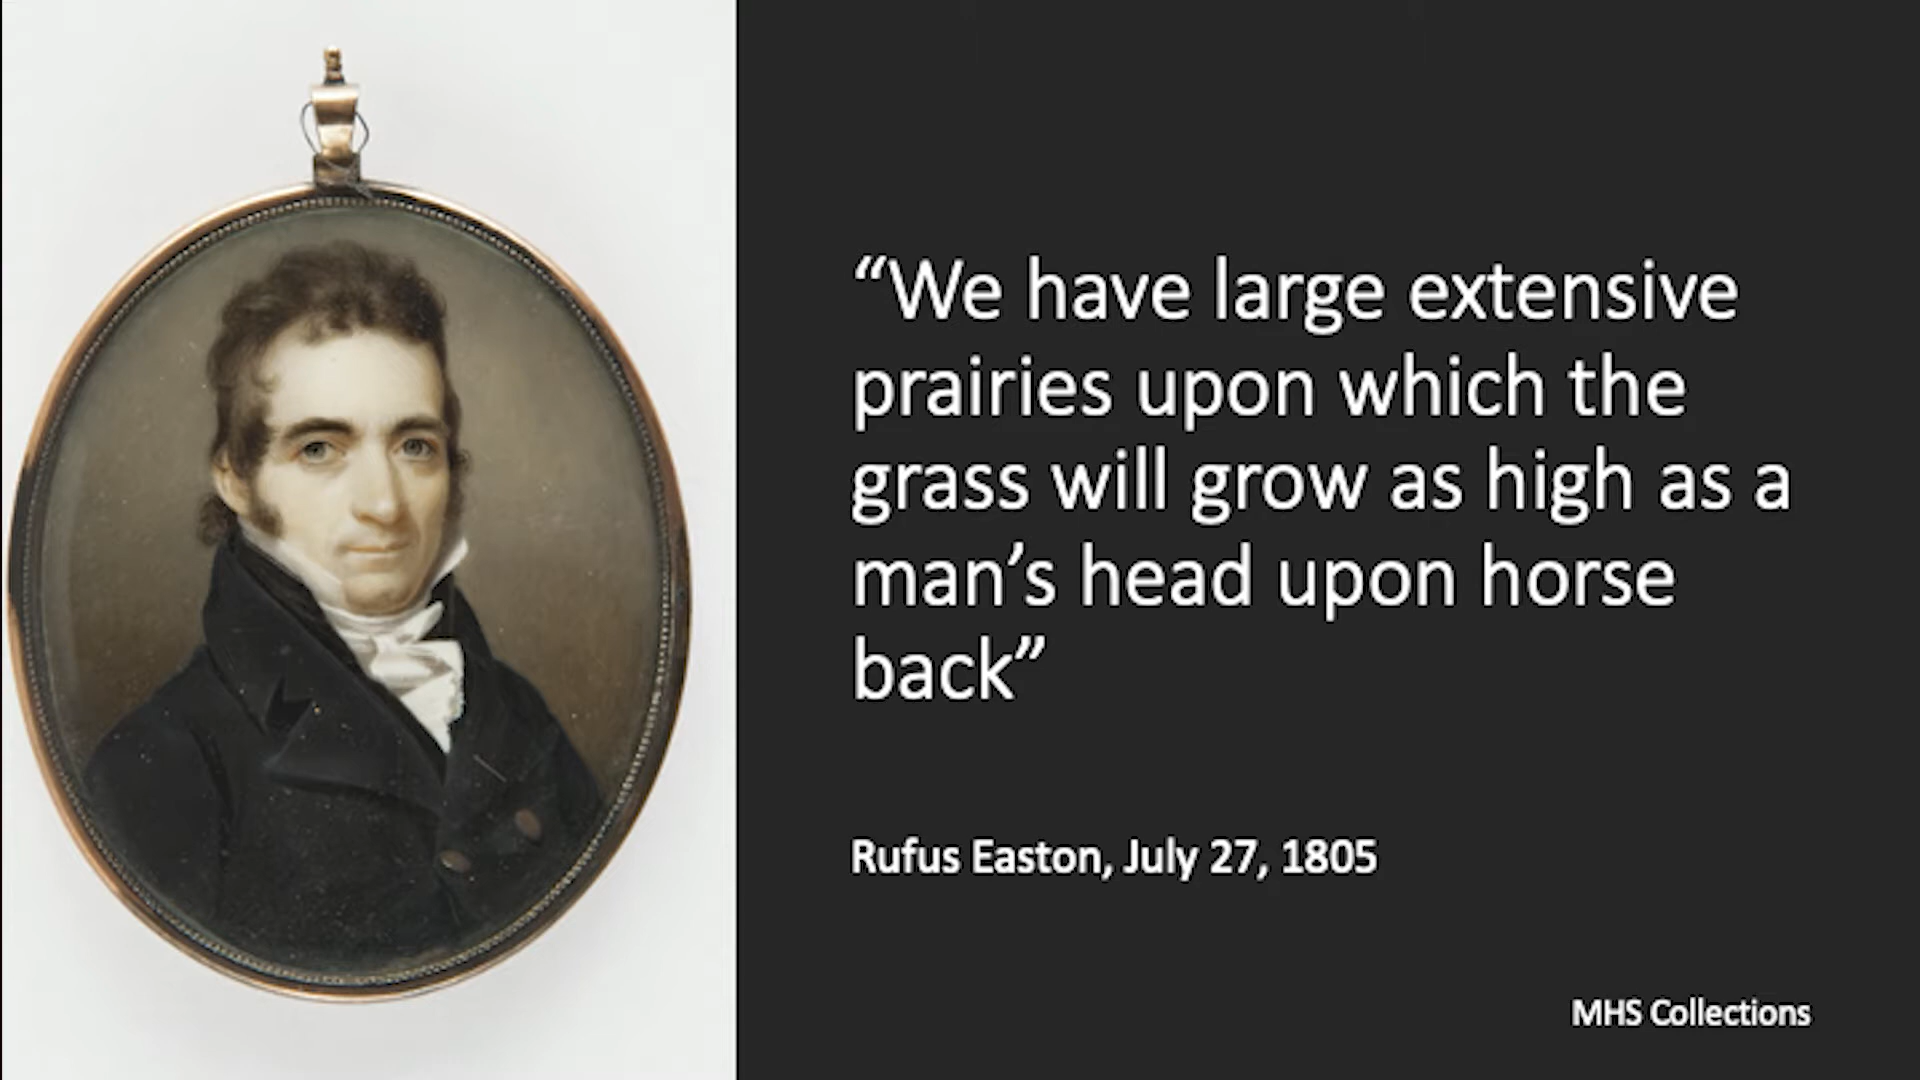 “We have large extensive
prairies upon which the
grass will grow as high as a
man’s head upon horse
back”
Rufus Easton, July 27, 1805
MHS Collections